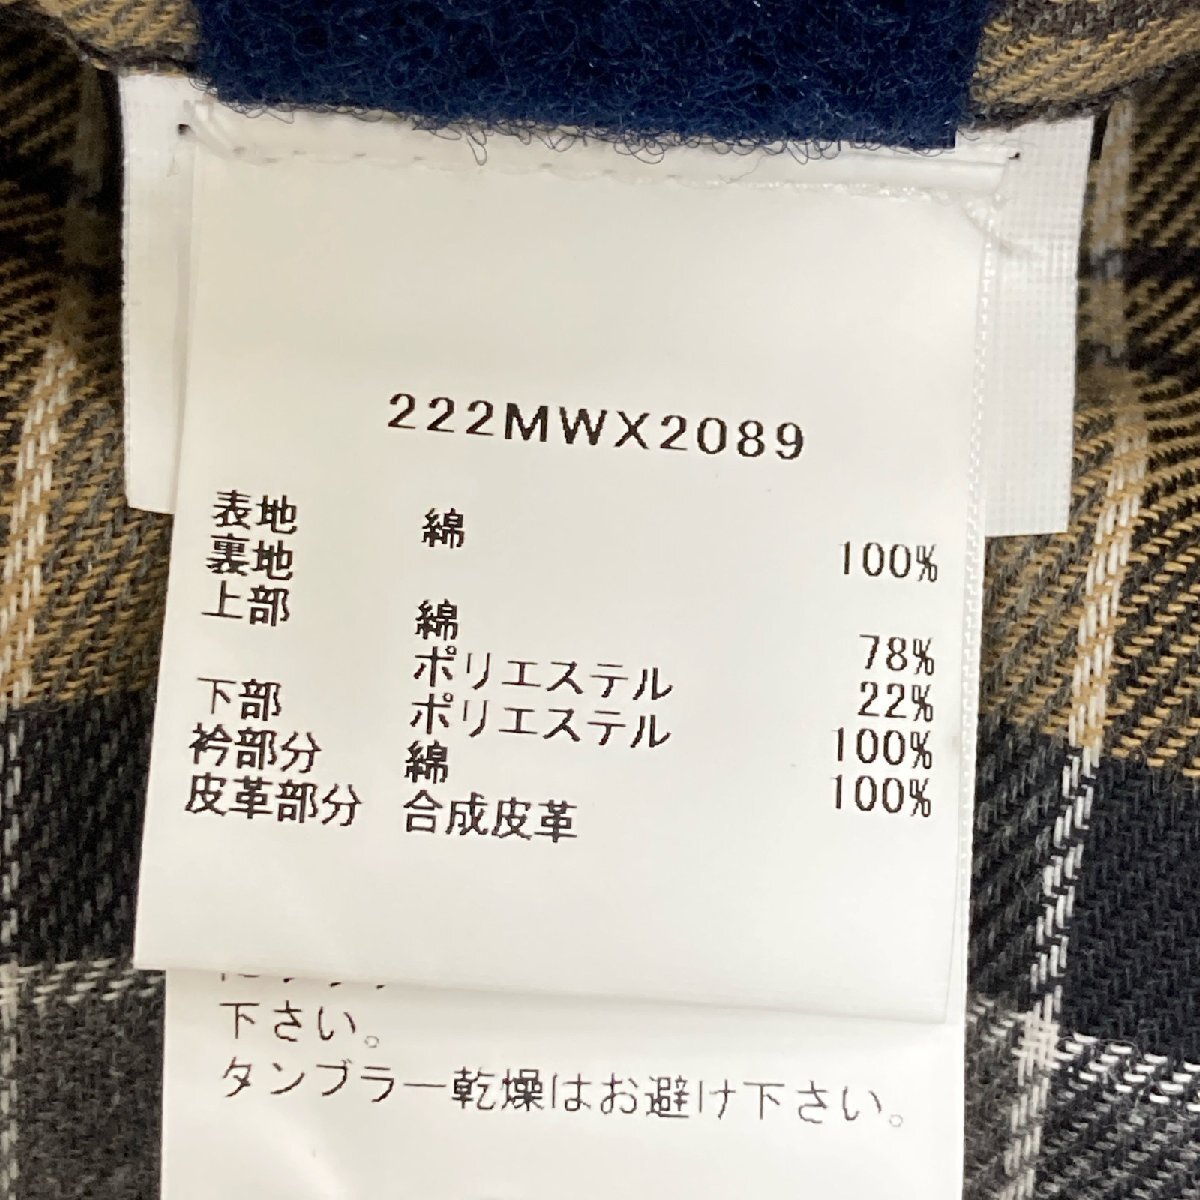 222MWX2089
表地 綿 100%
裏地
上部 綿 78%
ポリエステル 22%
下部 ポリエステル 100%
衿部分 綿 100%
皮革部分 合成皮革
下さい。
タンブラー乾燥はお避け下さい。